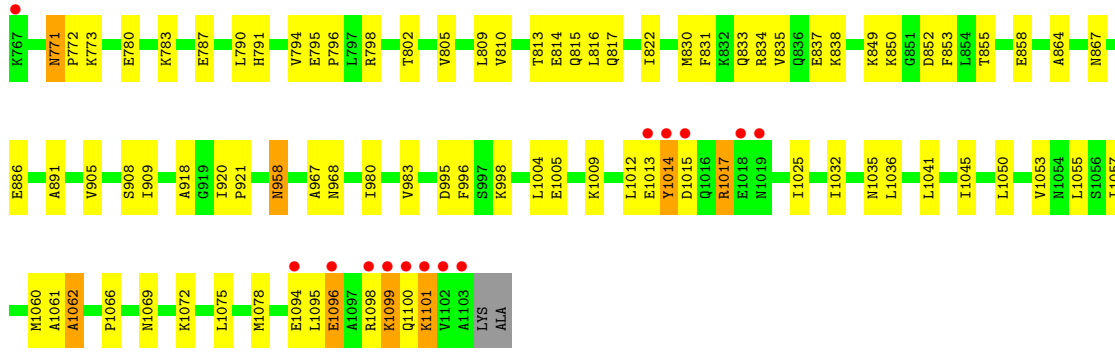 K767 N771 P772 K773 E780 K783 E787 L790 H791 V794 E795 P796 L797 R798 T802 V805 L809 V810 T813 E814 Q815 L816 Q817 I822 M830 F831 K832 Q833 R834 V835 Q836 E837 K838 K849 K850 G851 D852 F853 L854 T855 E858 A864 N867
E886 A891 V905 S908 I909 A918 G919 I920 P921 N958 A967 N968 I980 V983 D995 F996 S997 K998 L1004 E1005 K1009 L1012 E1013 Y1014 D1015 Q1016 R1017 E1018 N1019 I1025 I1032 N1035 L1036 L1041 I1045 L1050 V1053 N1054 L1055 S1056
M1060 A1061 A1062 P1066 N1069 K1072 L1075 M1078 E1094 L1095 E1096 A1097 R1098 K1099 Q1100 K1101 V1102 A1103 LYS ALA